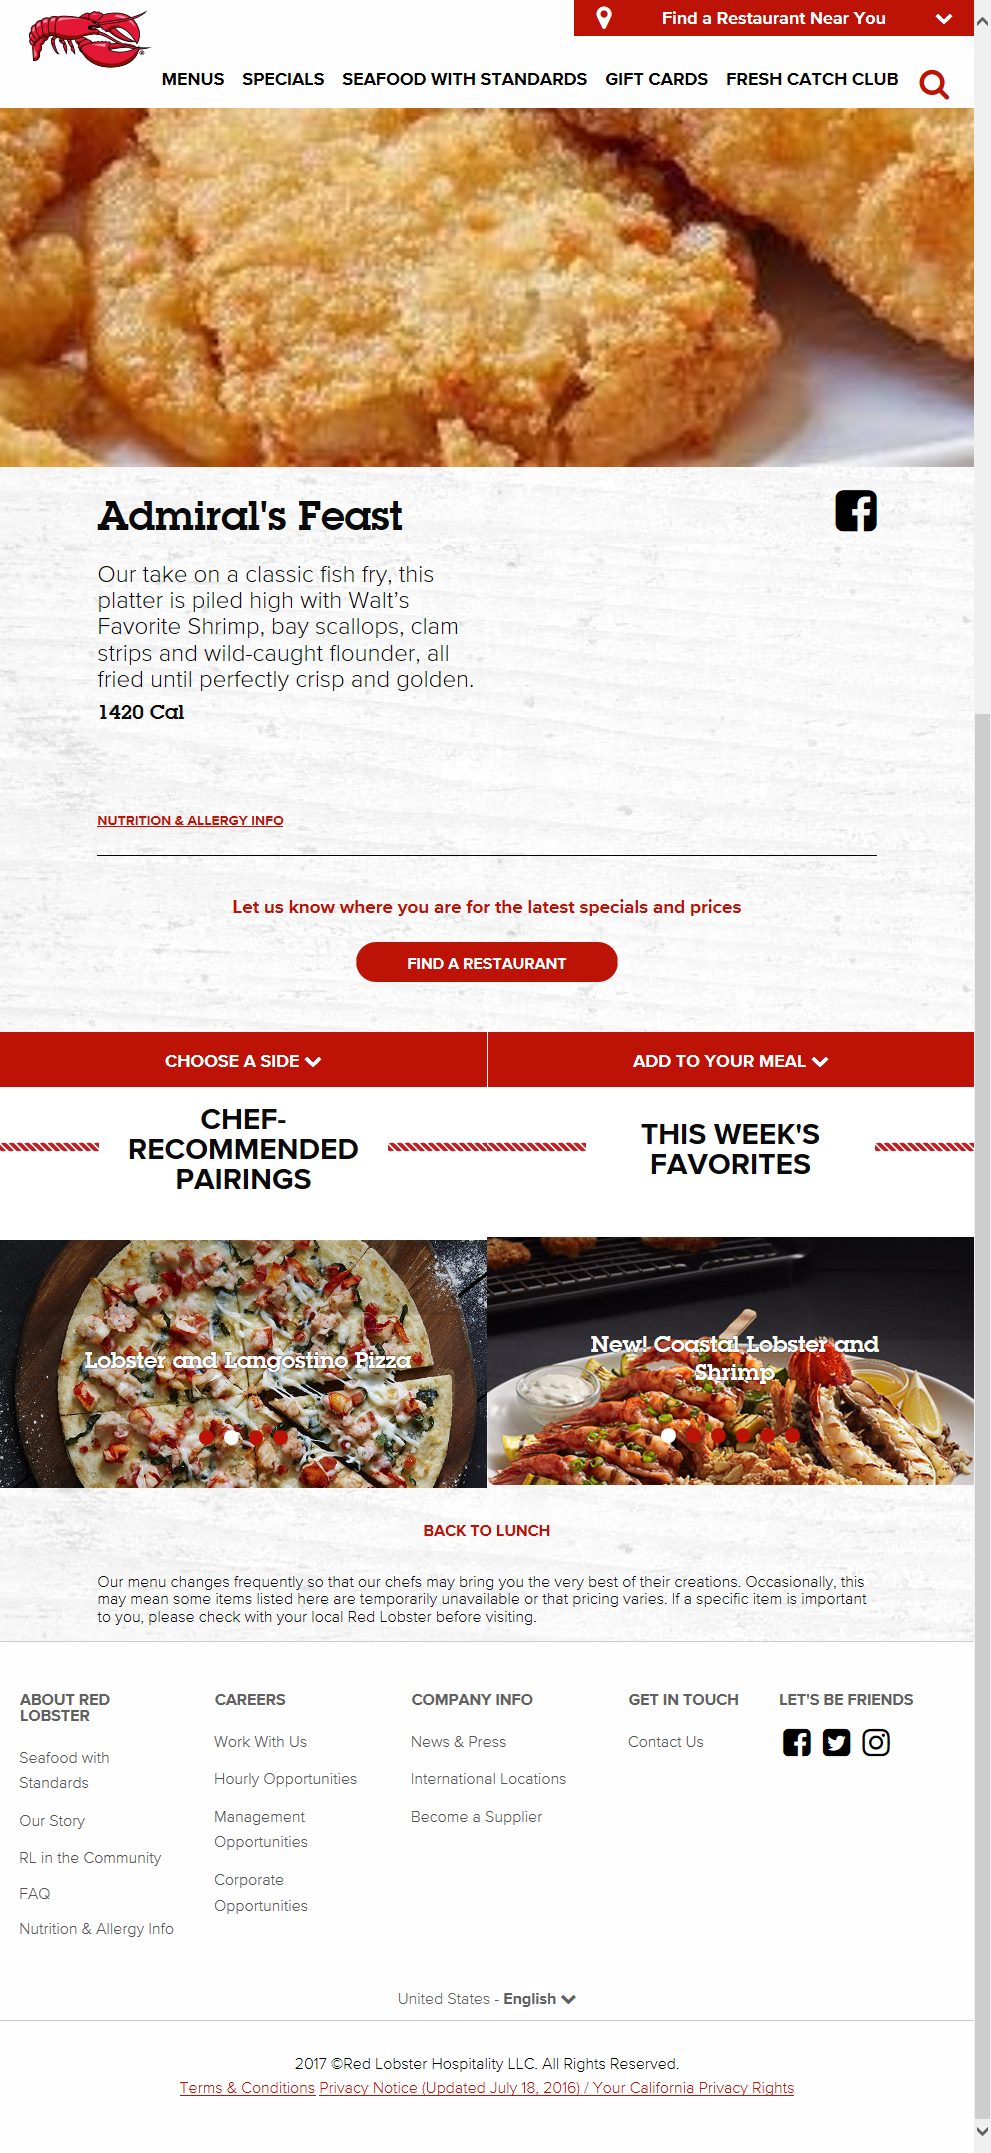 Find a Restaurant Near You
MENUS SPECIALS SEAFOOD WITH STANDARDS GIFT CARDS FRESH CATCH CLUB
Admiral's Feast
Our take on a classic fish fry, this
platter is piled high with Walt’s
Favorite Shrimp, bay scallops, clam
strips and wild-caught flounder, all
fried until perfectly crisp and golden.
1420 Cal
NUTRITION & ALLERGY INFO
Let us know where you are for the latest specials and prices
FIND A RESTAURANT
CHOOSE A SIDE
ADD TO YOUR MEAL
CHEF-
RECOMMENDED
PAIRINGS
THIS WEEK'S
FAVORITES
Lobster and Langostino Pizza
New! Coastal Lobster and
Shrimp
BACK TO LUNCH
Our menu changes frequently so that our chefs may bring you the very best of their creations. Occasionally, this
may mean some items listed here are temporarily unavailable or that pricing varies. If a specific item is important
to you, please check with your local Red Lobster before visiting.
ABOUT RED
LOBSTER
Seafood with
Standards
Our Story
RL in the Community
FAQ
Nutrition & Allergy Info
CAREERS
Work With Us
Hourly Opportunities
Management
Opportunities
Corporate
Opportunities
COMPANY INFO
News & Press
International Locations
Become a Supplier
GET IN TOUCH
Contact Us
LET'S BE FRIENDS
United States - English
2017 ©Red Lobster Hospitality LLC. All Rights Reserved.
Terms & Conditions Privacy Notice (Updated July 18, 2016) / Your California Privacy Rights